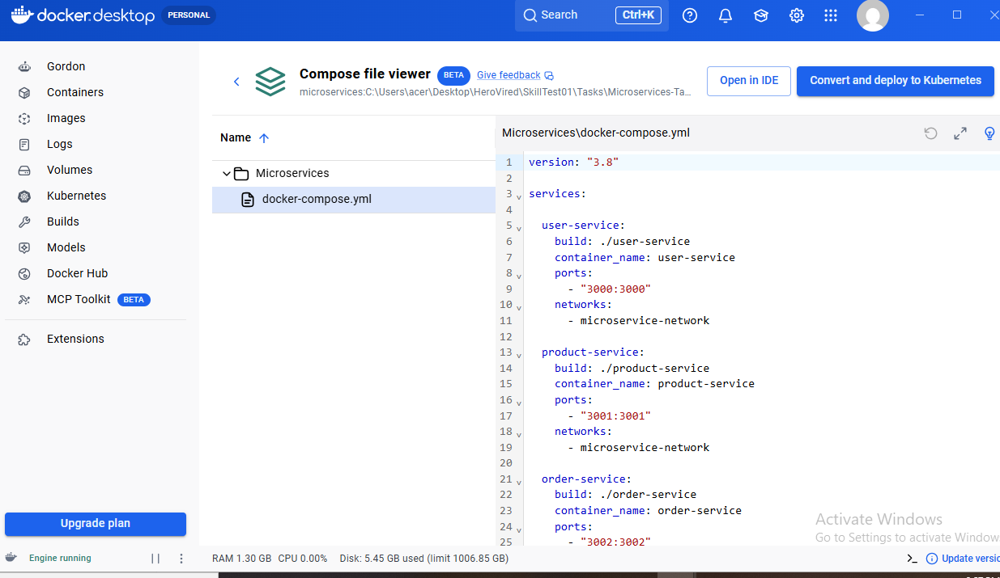 docker.desktop PERSONAL
Search Ctrl+K
Gordon
Containers
Images
Logs
Volumes
Kubernetes
Builds
Models
Docker Hub
MCP Toolkit BETA
Extensions
Upgrade plan
Compose file viewer BETA Give feedback
microservices:C:\Users\acer\Desktop\HeroVired\SkillTest01\Tasks\Microservices-Ta...
Open in IDE
Convert and deploy to Kubernetes
Name
Microservices
docker-compose.yml
Microservices\docker-compose.yml
1 version: "3.8"
2
3 services:
4
5 user-service:
6 build: ./user-service
7 container_name: user-service
8 ports:
9 - "3000:3000"
10 networks:
11 - microservice-network
12
13 product-service:
14 build: ./product-service
15 container_name: product-service
16 ports:
17 - "3001:3001"
18 networks:
19 - microservice-network
20
21 order-service:
22 build: ./order-service
23 container_name: order-service
24 ports:
25 - "3002:3002"
Activate Windows
Go to Settings to activate Window
Engine running
RAM 1.30 GB CPU 0.00% Disk: 5.45 GB used (limit 1006.85 GB)
Update versi